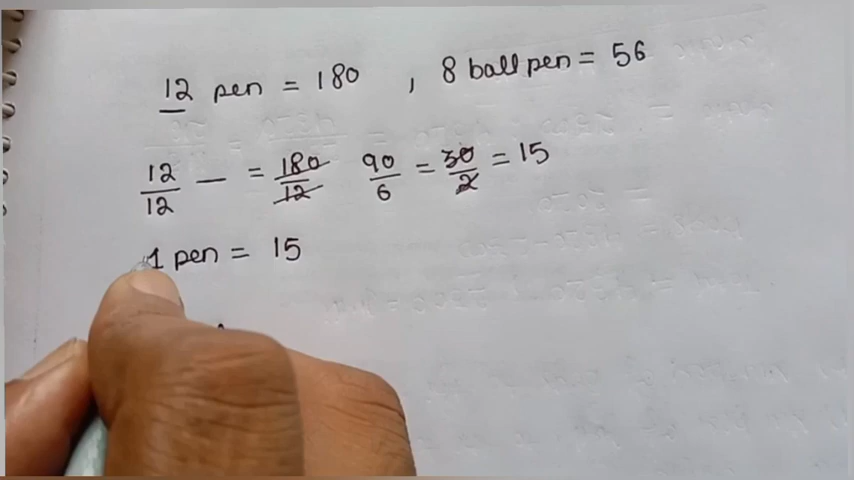 12 pen = 180 , 8 ball pen = 56
12/12 — = 180/12 90/6 = 30/2 = 15
1 pen = 15